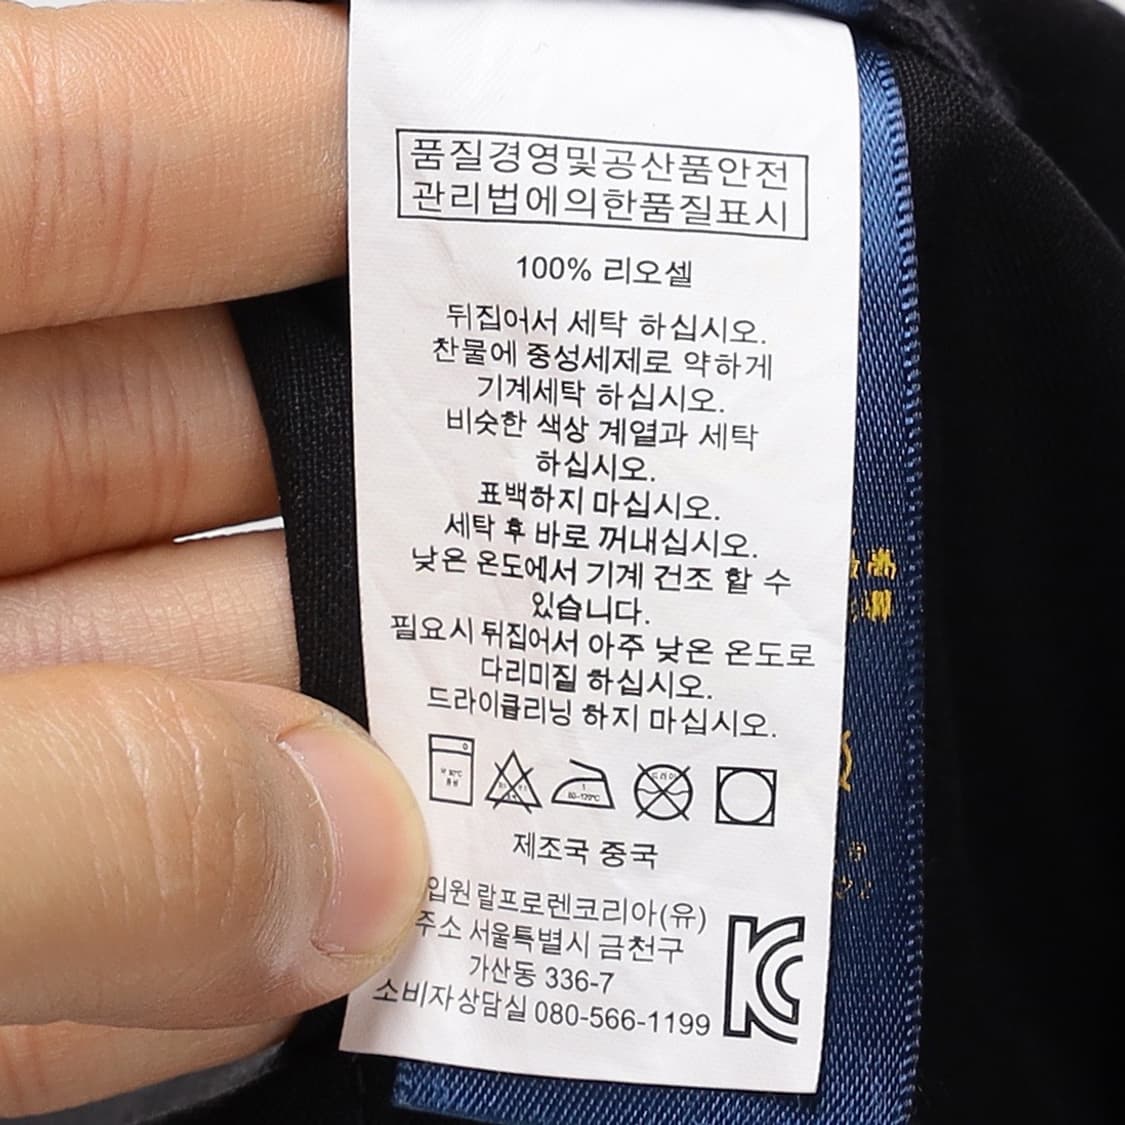 품질경영및공산품안전
관리법에의한품질표시
100% 리오셀
뒤집어서 세탁 하십시오.
찬물에 중성세제로 약하게
기계세탁 하십시오.
비슷한 색상 계열과 세탁
하십시오.
표백하지 마십시오.
세탁 후 바로 꺼내십시오.
낮은 온도에서 기계 건조 할 수
있습니다.
필요시 뒤집어서 아주 낮은 온도로
다리미질 하십시오.
드라이클리닝 하지 마십시오.
80~120℃
드라이
제조국 중국
입원 랄프로렌코리아(유)
주소 서울특별시 금천구
가산동 336-7
소비자상담실 080-566-1199